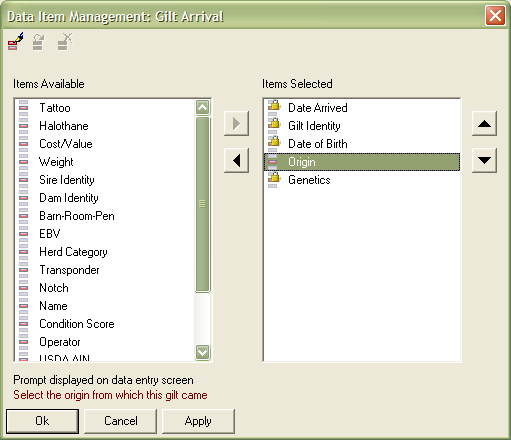 Data Item Management: Gilt Arrival
Items Available
Tattoo
Halothane
Cost/Value
Weight
Sire Identity
Dam Identity
Barn-Room-Pen
EBV
Herd Category
Transponder
Notch
Name
Condition Score
Operator
USDA AIN
Items Selected
Date Arrived
Gilt Identity
Date of Birth
Origin
Genetics
Prompt displayed on data entry screen
Select the origin from which this gilt came
Ok
Cancel
Apply